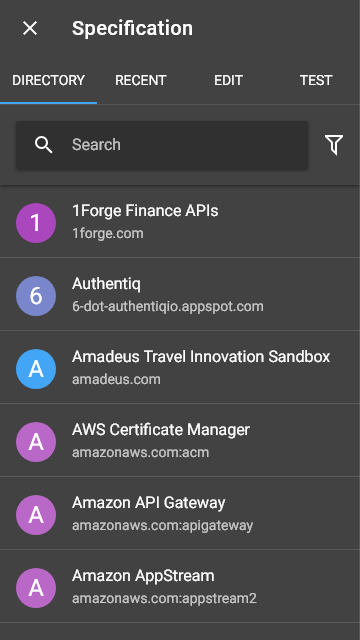 Specification
DIRECTORY RECENT EDIT TEST
Search
1
1Forge Finance APIs
1forge.com
6
Authentiq
6-dot-authentiqio.appspot.com
A
Amadeus Travel Innovation Sandbox
amadeus.com
A
AWS Certificate Manager
amazonaws.com:acm
A
Amazon API Gateway
amazonaws.com:apigateway
A
Amazon AppStream
amazonaws.com:appstream2